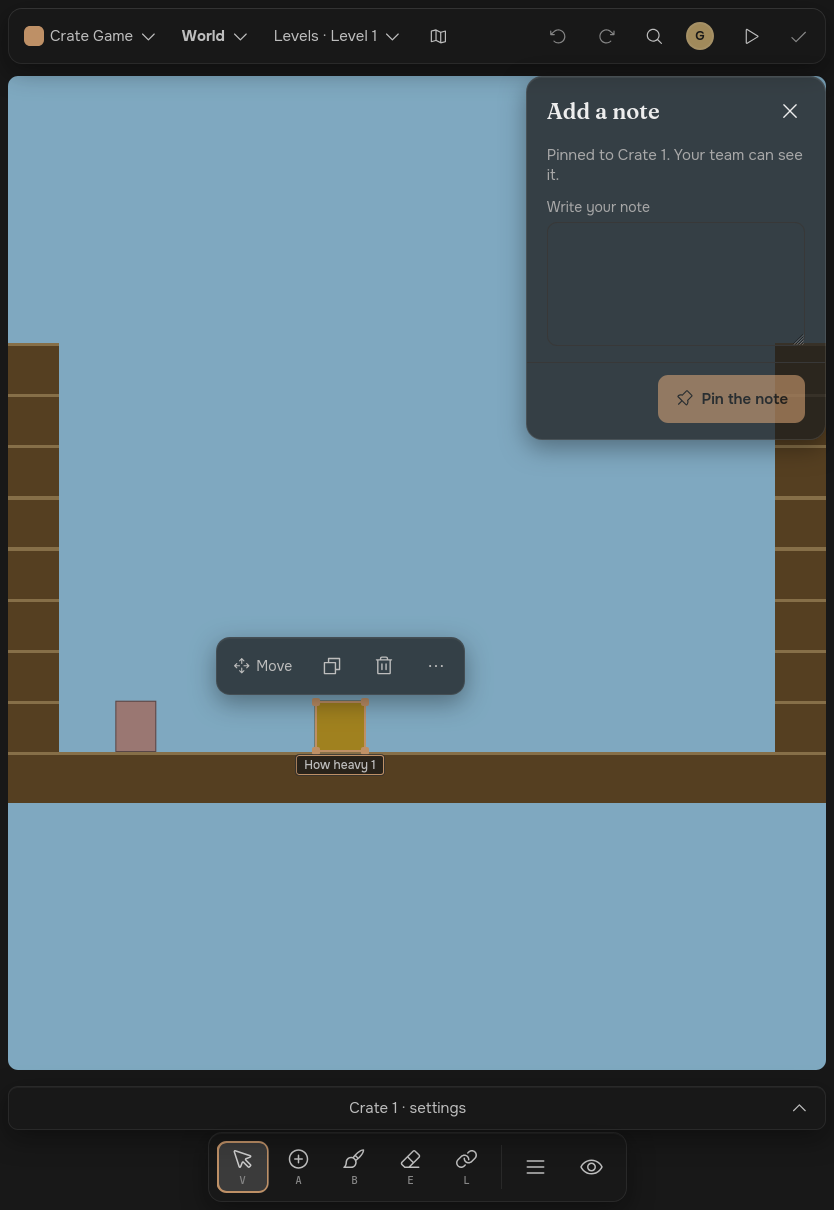 Crate Game
World
Levels · Level 1
G
Add a note
Pinned to Crate 1. Your team can see
it.
Write your note
Pin the note
Move
How heavy 1
Crate 1 · settings
V
A
B
E
L